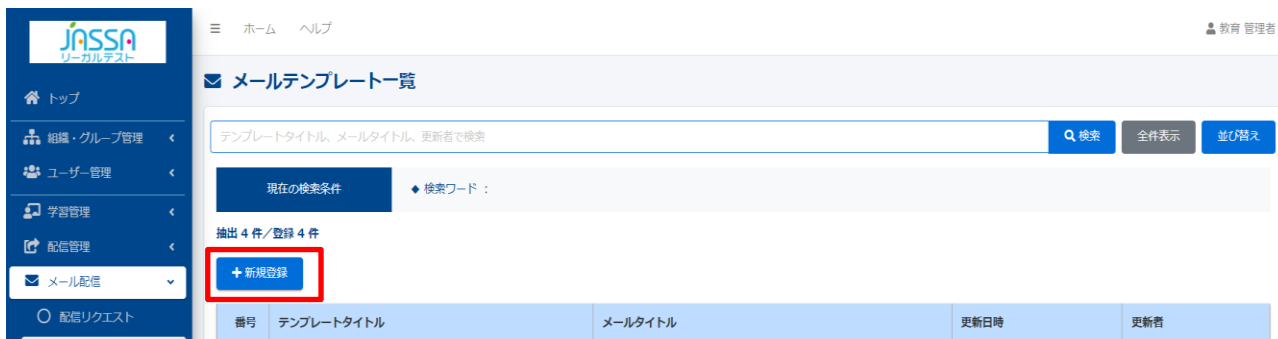 JASSA
リーガルテスト
☰ ホーム ヘルプ
教育 管理者
トップ
組織・グループ管理
ユーザー管理
学習管理
配信管理
メール配信
配信リクエスト
メールテンプレート一覧
テンプレートタイトル、メールタイトル、更新者で検索
検索 全件表示 並び替え
現在の検索条件 ◆ 検索ワード :
抽出 4 件/登録 4 件
+ 新規登録
番号 テンプレートタイトル メールタイトル 更新日時 更新者